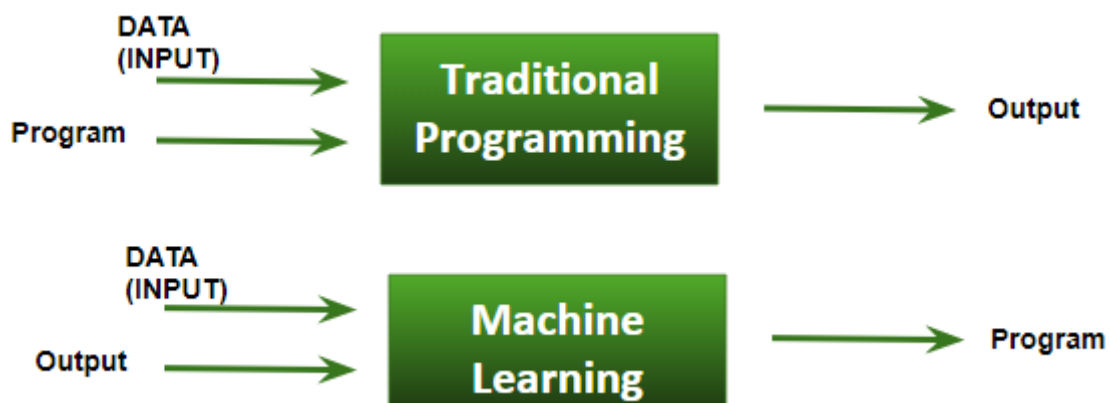 DATA
(INPUT)
Program
Traditional
Programming
Output
DATA
(INPUT)
Output
Machine
Learning
Program